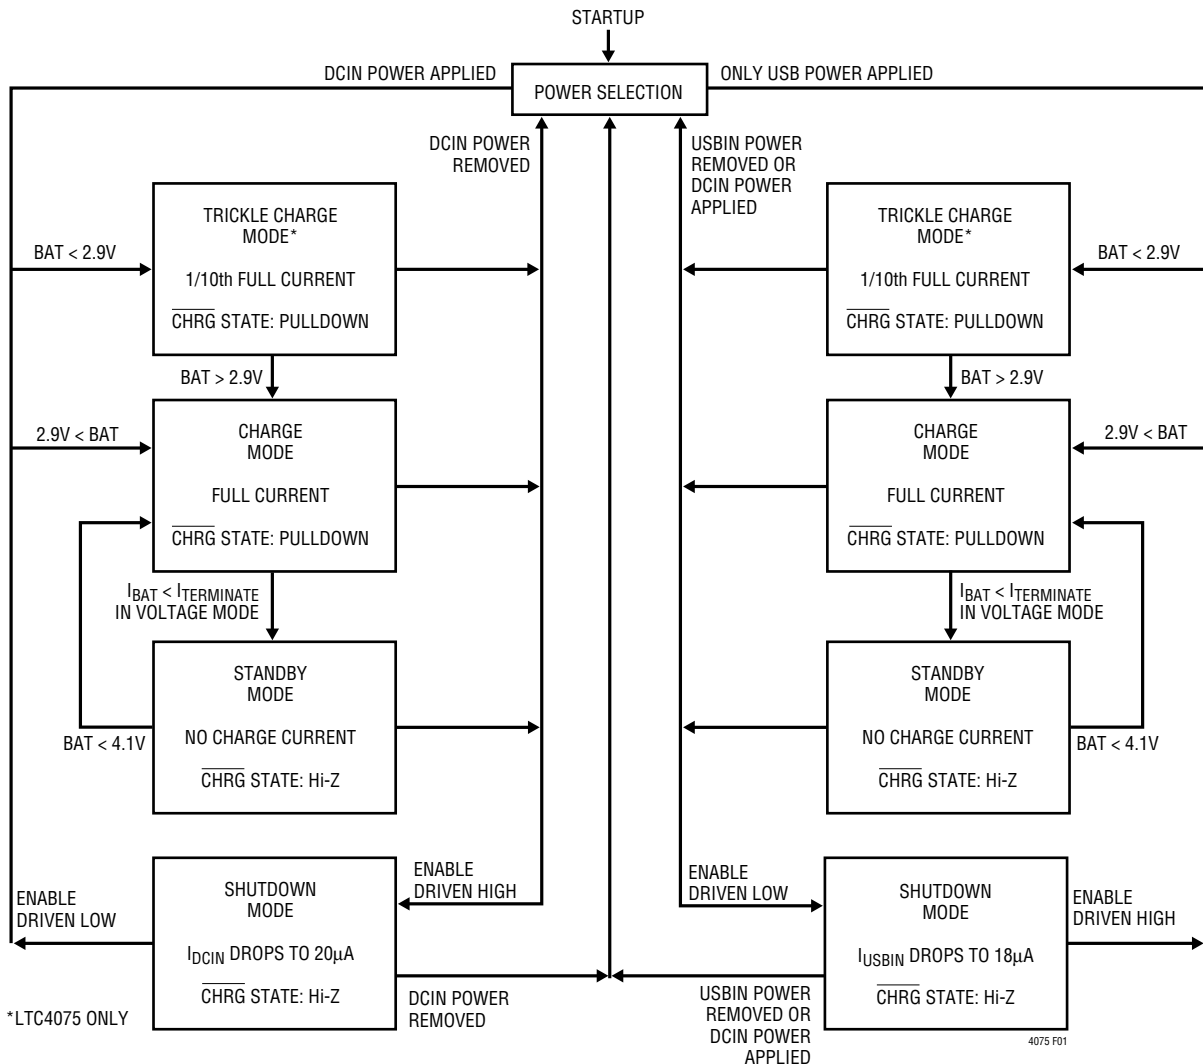 STARTUP
DCIN POWER APPLIED
POWER SELECTION
ONLY USB POWER APPLIED
DCIN POWER
REMOVED
USBIN POWER
REMOVED OR
DCIN POWER
APPLIED
BAT < 2.9V
TRICKLE CHARGE
MODE*
1/10th FULL CURRENT
CHRG STATE: PULLDOWN
BAT > 2.9V
2.9V < BAT
CHARGE
MODE
FULL CURRENT
CHRG STATE: PULLDOWN
IBAT < ITERMINATE
IN VOLTAGE MODE
STANDBY
MODE
NO CHARGE CURRENT
CHRG STATE: Hi-Z
BAT < 4.1V
ENABLE
DRIVEN HIGH
ENABLE
DRIVEN LOW
SHUTDOWN
MODE
IDCIN DROPS TO 20µA
CHRG STATE: Hi-Z
DCIN POWER
REMOVED
*LTC4075 ONLY
TRICKLE CHARGE
MODE*
1/10th FULL CURRENT
CHRG STATE: PULLDOWN
BAT < 2.9V
BAT > 2.9V
CHARGE
MODE
FULL CURRENT
CHRG STATE: PULLDOWN
2.9V < BAT
IBAT < ITERMINATE
IN VOLTAGE MODE
STANDBY
MODE
NO CHARGE CURRENT
CHRG STATE: Hi-Z
BAT < 4.1V
ENABLE
DRIVEN LOW
SHUTDOWN
MODE
IUSBIN DROPS TO 18µA
CHRG STATE: Hi-Z
ENABLE
DRIVEN HIGH
USBIN POWER
REMOVED OR
DCIN POWER
APPLIED
4075 F01